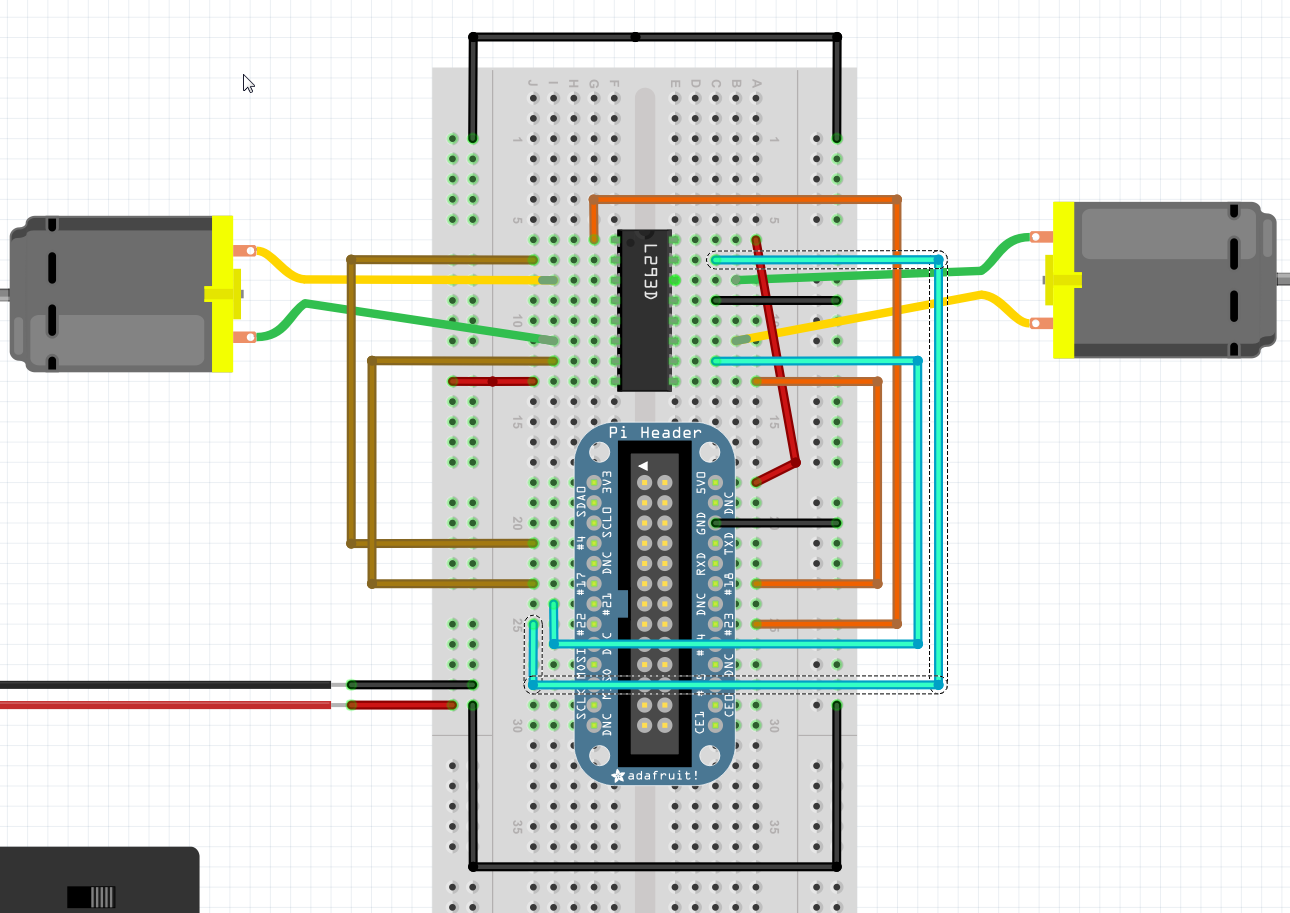 J I H G F E D C B A
1 1
5 5
L293D
10 10
15 15
Pi Header
3V3
5V0
SDA0
DNC
SCL0
GND
20
#4
TXD
DNC
RXD
#17
#18
#21
DNC
#22
#23
25
MOSI
DNC
SCLK
CE0
DNC
CE1
30 30
adafruit!
35 35